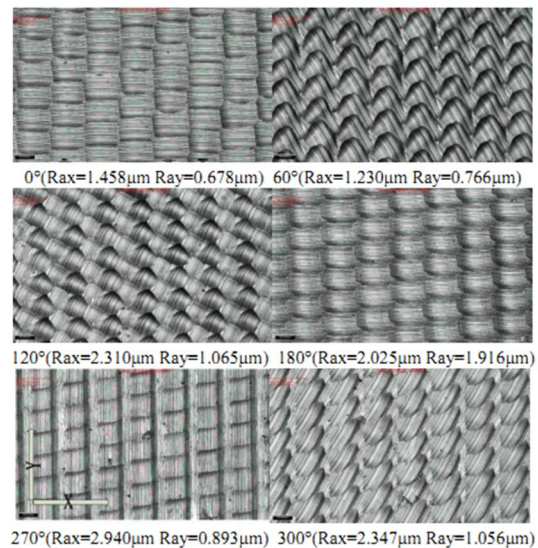 0°(Rax=1.458μm Ray=0.678μm) 60°(Rax=1.230μm Ray=0.766μm)
120°(Rax=2.310μm Ray=1.065μm) 180°(Rax=2.025μm Ray=1.916μm)
Y
X
270°(Rax=2.940μm Ray=0.893μm) 300°(Rax=2.347μm Ray=1.056μm)